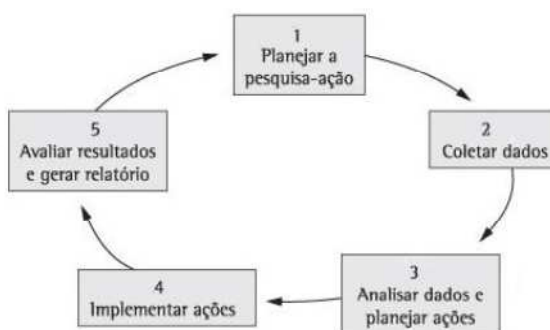 1
Planejar a
pesquisa-ação
2
Coletar dados
3
Analisar dados e
planejar ações
4
Implementar ações
5
Avaliar resultados
e gerar relatório